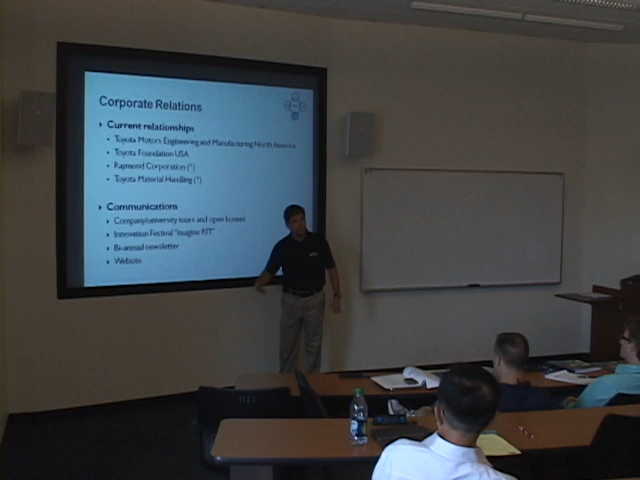 Corporate Relations
Current relationships
Toyota Motors Engineering and Manufacturing North America
Toyota Foundation USA
Raymond Corporation (*)
Toyota Material Handling (*)
Communications
Company/university tours and open houses
Innovation Festival "Imagine RIT"
Bi-annual newsletter
Website